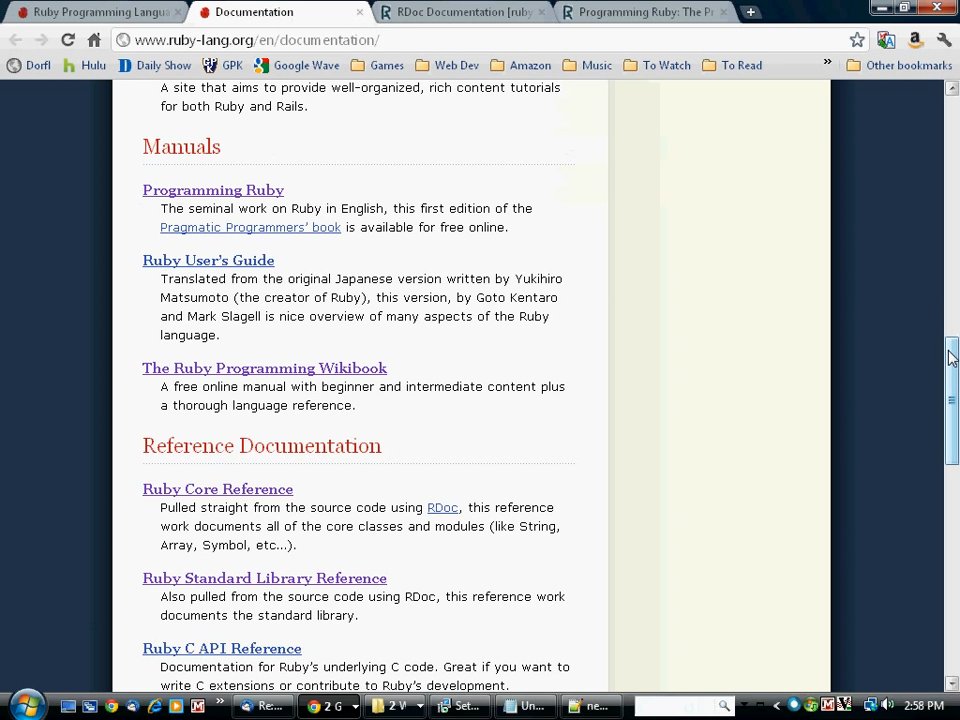 Ruby Programming Langua
Documentation
RDoc Documentation [ruby
Programming Ruby: The Pr
www.ruby-lang.org/en/documentation/
Dorfl
Hulu
Daily Show
GPK
Google Wave
Games
Web Dev
Amazon
Music
To Watch
To Read
»
Other bookmarks
A site that aims to provide well-organized, rich content tutorials
for both Ruby and Rails.
Manuals
Programming Ruby
The seminal work on Ruby in English, this first edition of the
Pragmatic Programmers' book is available for free online.
Ruby User's Guide
Translated from the original Japanese version written by Yukihiro
Matsumoto (the creator of Ruby), this version, by Goto Kentaro
and Mark Slagell is nice overview of many aspects of the Ruby
language.
The Ruby Programming Wikibook
A free online manual with beginner and intermediate content plus
a thorough language reference.
Reference Documentation
Ruby Core Reference
Pulled straight from the source code using RDoc, this reference
work documents all of the core classes and modules (like String,
Array, Symbol, etc...).
Ruby Standard Library Reference
Also pulled from the source code using RDoc, this reference work
documents the standard library.
Ruby C API Reference
Documentation for Ruby's underlying C code. Great if you want to
write C extensions or contribute to Ruby's development.
»
Re:...
2 G
2 V
Set...
Un...
ne...
2:58 PM